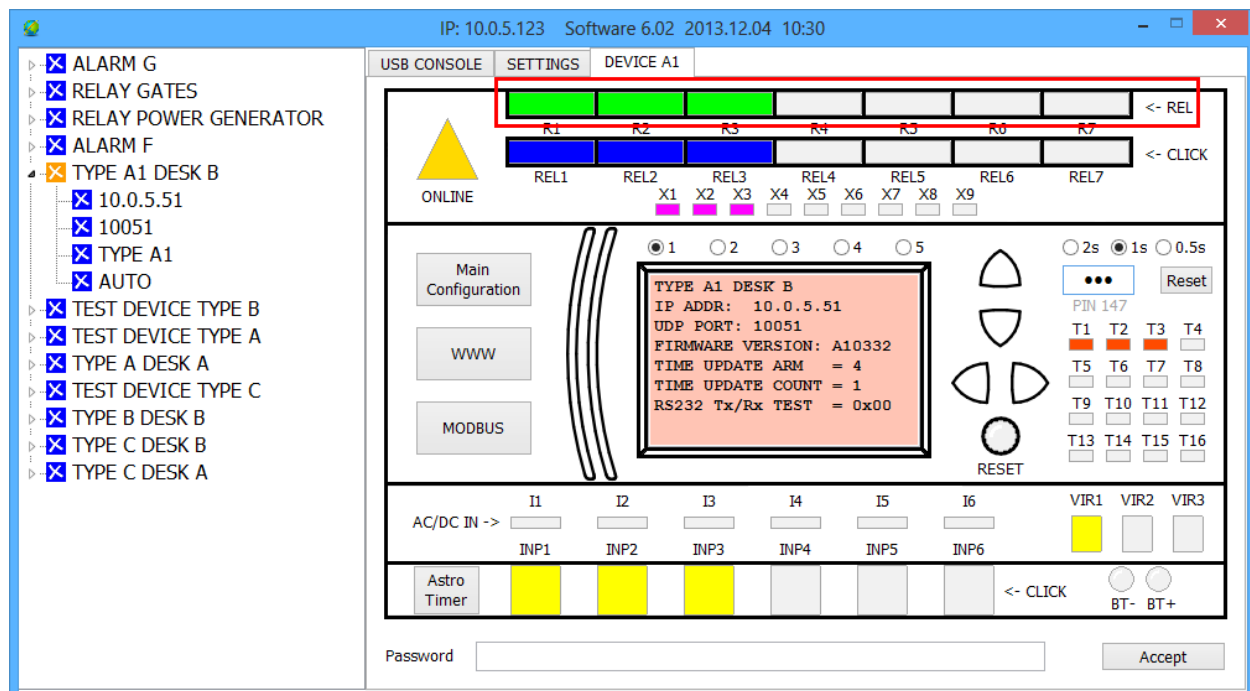 IP: 10.0.5.123 Software 6.02 2013.12.04 10:30
ALARM G
RELAY GATES
RELAY POWER GENERATOR
ALARM F
TYPE A1 DESK B
10.0.5.51
10051
TYPE A1
AUTO
TEST DEVICE TYPE B
TEST DEVICE TYPE A
TYPE A DESK A
TEST DEVICE TYPE C
TYPE B DESK B
TYPE C DESK B
TYPE C DESK A
USB CONSOLE SETTINGS DEVICE A1
<- REL
R1 R2 R3 R4 R5 R6 R7
<- CLICK
REL1 REL2 REL3 REL4 REL5 REL6 REL7
ONLINE
X1 X2 X3 X4 X5 X6 X7 X8 X9
1 2 3 4 5
2s 1s 0.5s
Main
Configuration
WWW
MODBUS
TYPE A1 DESK B
IP ADDR: 10.0.5.51
UDP PORT: 10051
FIRMWARE VERSION: A10332
TIME UPDATE ARM = 4
TIME UPDATE COUNT = 1
RS232 Tx/Rx TEST = 0x00
RESET
••• Reset
PIN 147
T1 T2 T3 T4
T5 T6 T7 T8
T9 T10 T11 T12
T13 T14 T15 T16
I1 I2 I3 I4 I5 I6
AC/DC IN ->
INP1 INP2 INP3 INP4 INP5 INP6
VIR1 VIR2 VIR3
Astro
Timer
<- CLICK
BT- BT+
Password
Accept